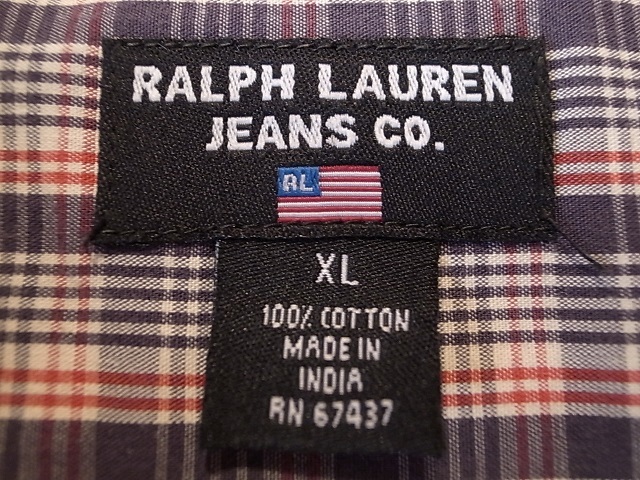 RALPH LAUREN
JEANS CO.
RL
XL
100% COTTON
MADE IN
INDIA
RN 67437